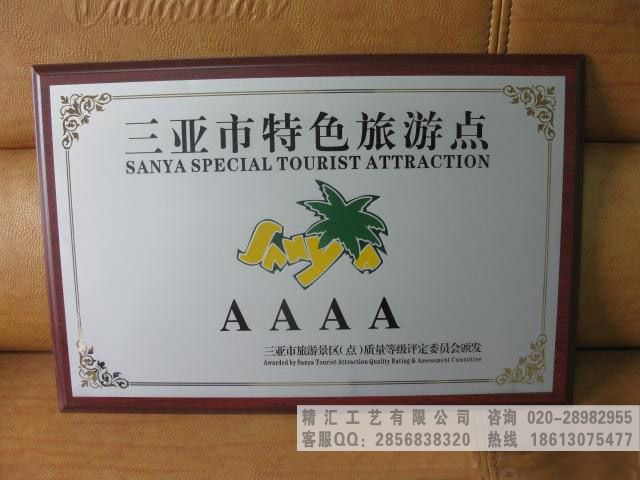 三亚市特色旅游点
SANYA SPECIAL TOURIST ATTRACTION
Sanya
AAAA
三亚市旅游景区(点)质量等级评定委员会颁发
Awarded by Sanya Tourist Attraction Quality Rating & Assessment Committee
精汇工艺有限公司 咨询 020-28982955
客服QQ: 2856838320 热线 18613075477